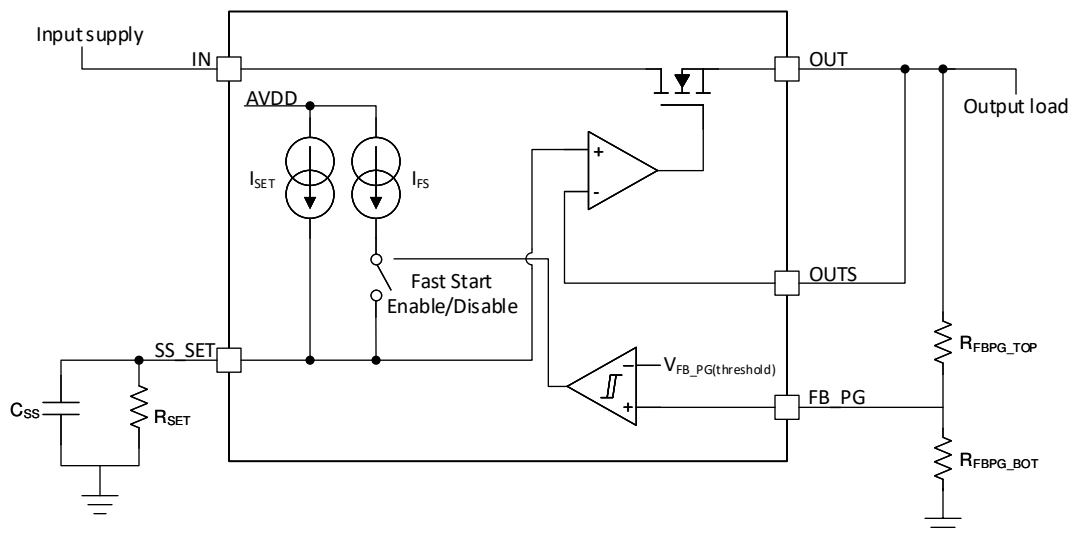 Input supply
IN
OUT
AVDD
Output load
+
-
ISET
IFS
Fast Start
Enable/Disable
OUTS
SS_SET
RFBPG_TOP
VFB_PG(threshold)
-
+
FB_PG
CSS
RSET
RFBPG_BOT